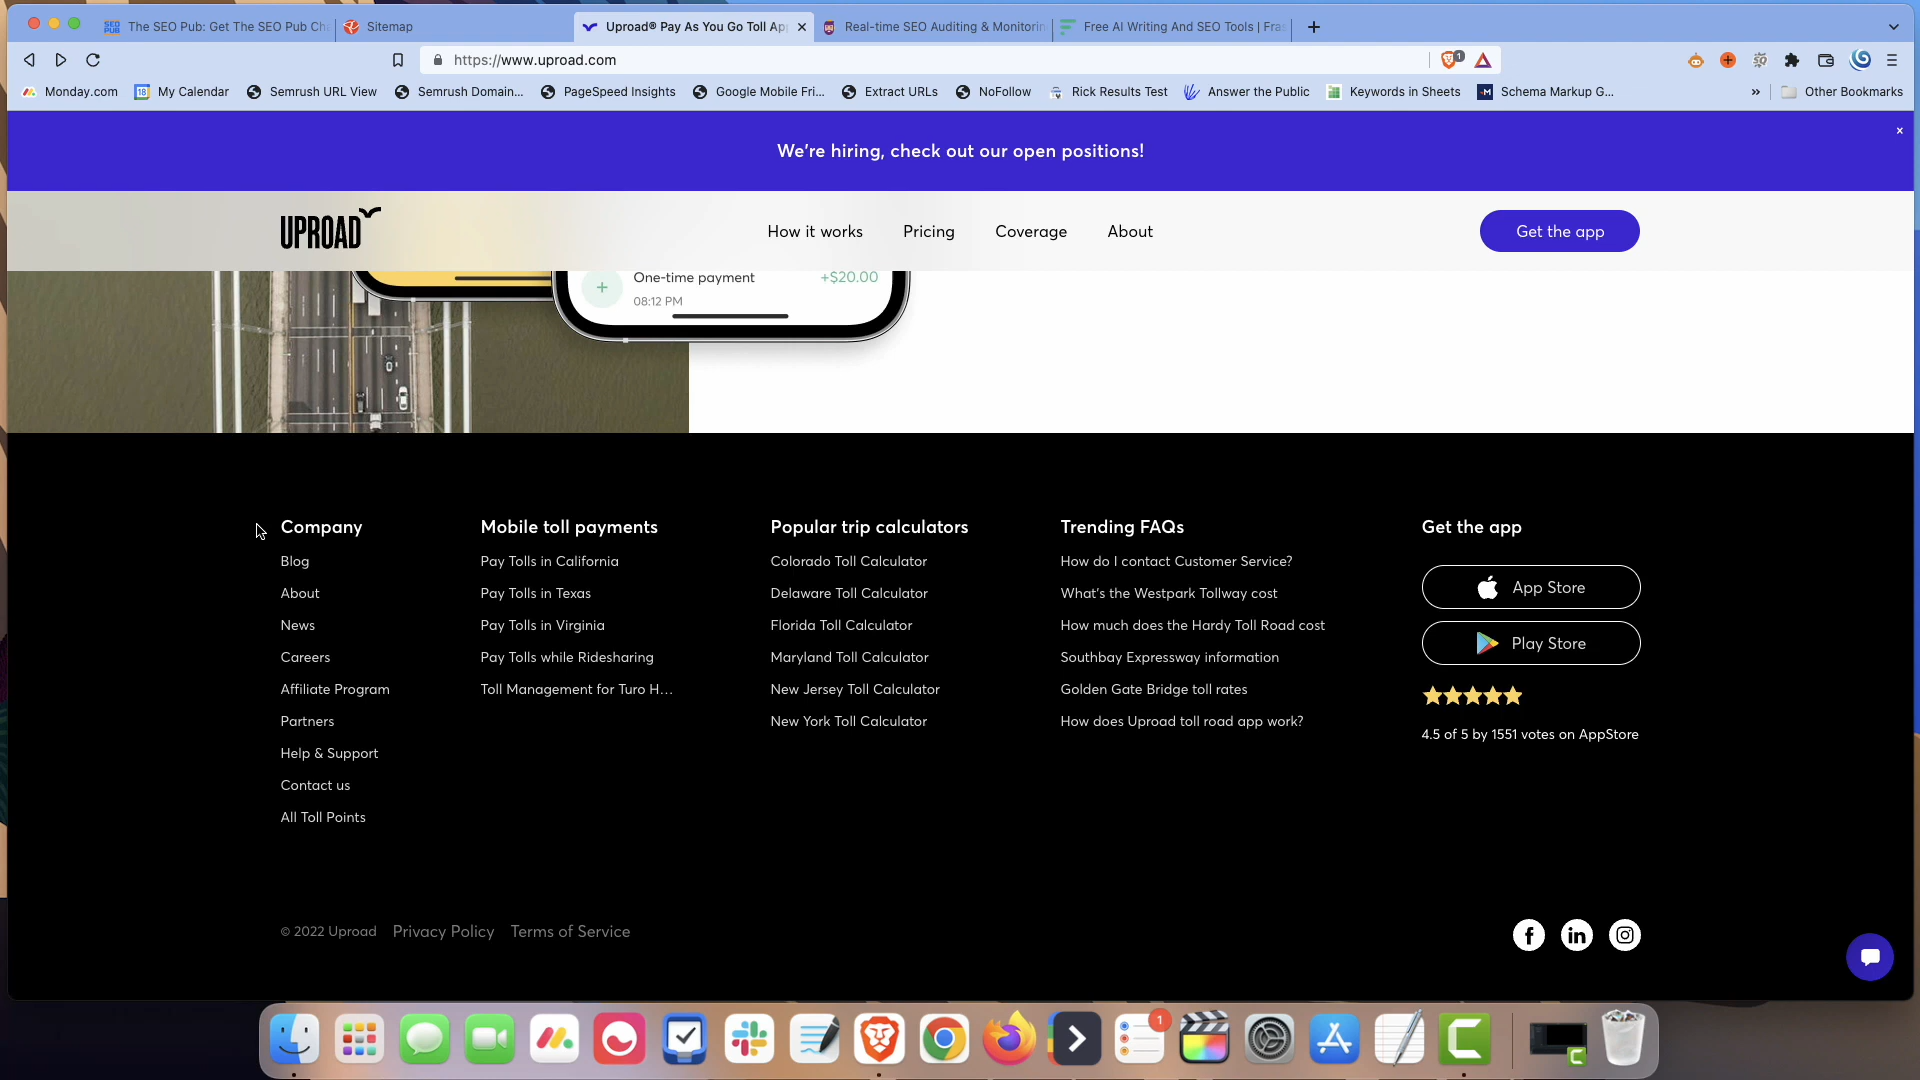 The SEO Pub: Get The SEO Pub Ch
Sitemap
Uproad® Pay As You Go Toll App
Real-time SEO Auditing & Monitorin
Free AI Writing And SEO Tools | Fras
https://www.uproad.com
1
Monday.com
18 My Calendar
Semrush URL View
Semrush Domain...
PageSpeed Insights
Google Mobile Fri...
Extract URLs
NoFollow
Rick Results Test
Answer the Public
Keywords in Sheets
Schema Markup G...
Other Bookmarks
We're hiring, check out our open positions!
UPROAD
How it works
Pricing
Coverage
About
Get the app
One-time payment +$20.00
08:12 PM
Company
Blog
About
News
Careers
Affiliate Program
Partners
Help & Support
Contact us
All Toll Points
Mobile toll payments
Pay Tolls in California
Pay Tolls in Texas
Pay Tolls in Virginia
Pay Tolls while Ridesharing
Toll Management for Turo H...
Popular trip calculators
Colorado Toll Calculator
Delaware Toll Calculator
Florida Toll Calculator
Maryland Toll Calculator
New Jersey Toll Calculator
New York Toll Calculator
Trending FAQs
How do I contact Customer Service?
What's the Westpark Tollway cost
How much does the Hardy Toll Road cost
Southbay Expressway information
Golden Gate Bridge toll rates
How does Uproad toll road app work?
Get the app
App Store
Play Store
4.5 of 5 by 1551 votes on AppStore
© 2022 Uproad
Privacy Policy
Terms of Service
1